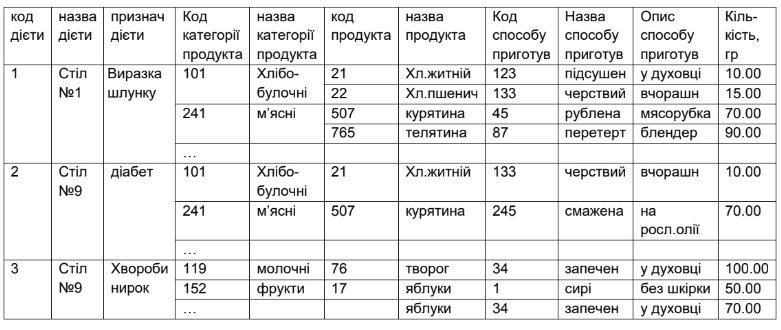 код дієти | назва дієти | признач дієти | Код категорії продукта | назва категорії продукта | код продукта | назва продукта | Код способу приготув | Назва способу приготув | Опис способу приготув | Кіль-кість, гр
1 | Стіл №1 | Виразка шлунку | 101 | Хлібо-булочні | 21 | Хл.житній | 123 | підсушен | у духовці | 10.00
22 | Хл.пшенич | 133 | черствий | вчорашн | 15.00
241 | м’ясні | 507 | курятина | 45 | рублена | мясорубка | 70.00
765 | телятина | 87 | перетерт | блендер | 90.00
…
2 | Стіл №9 | діабет | 101 | Хлібо-булочні | 21 | Хл.житній | 133 | черствий | вчорашн | 10.00
241 | м’ясні | 507 | курятина | 245 | смажена | на росл.олії | 70.00
…
3 | Стіл №9 | Хвороби нирок | 119 | молочні | 76 | творог | 34 | запечен | у духовці | 100.00
152 | фрукти | 17 | яблуки | 1 | сирі | без шкірки | 50.00
… | яблуки | 34 | запечен | у духовці | 70.00